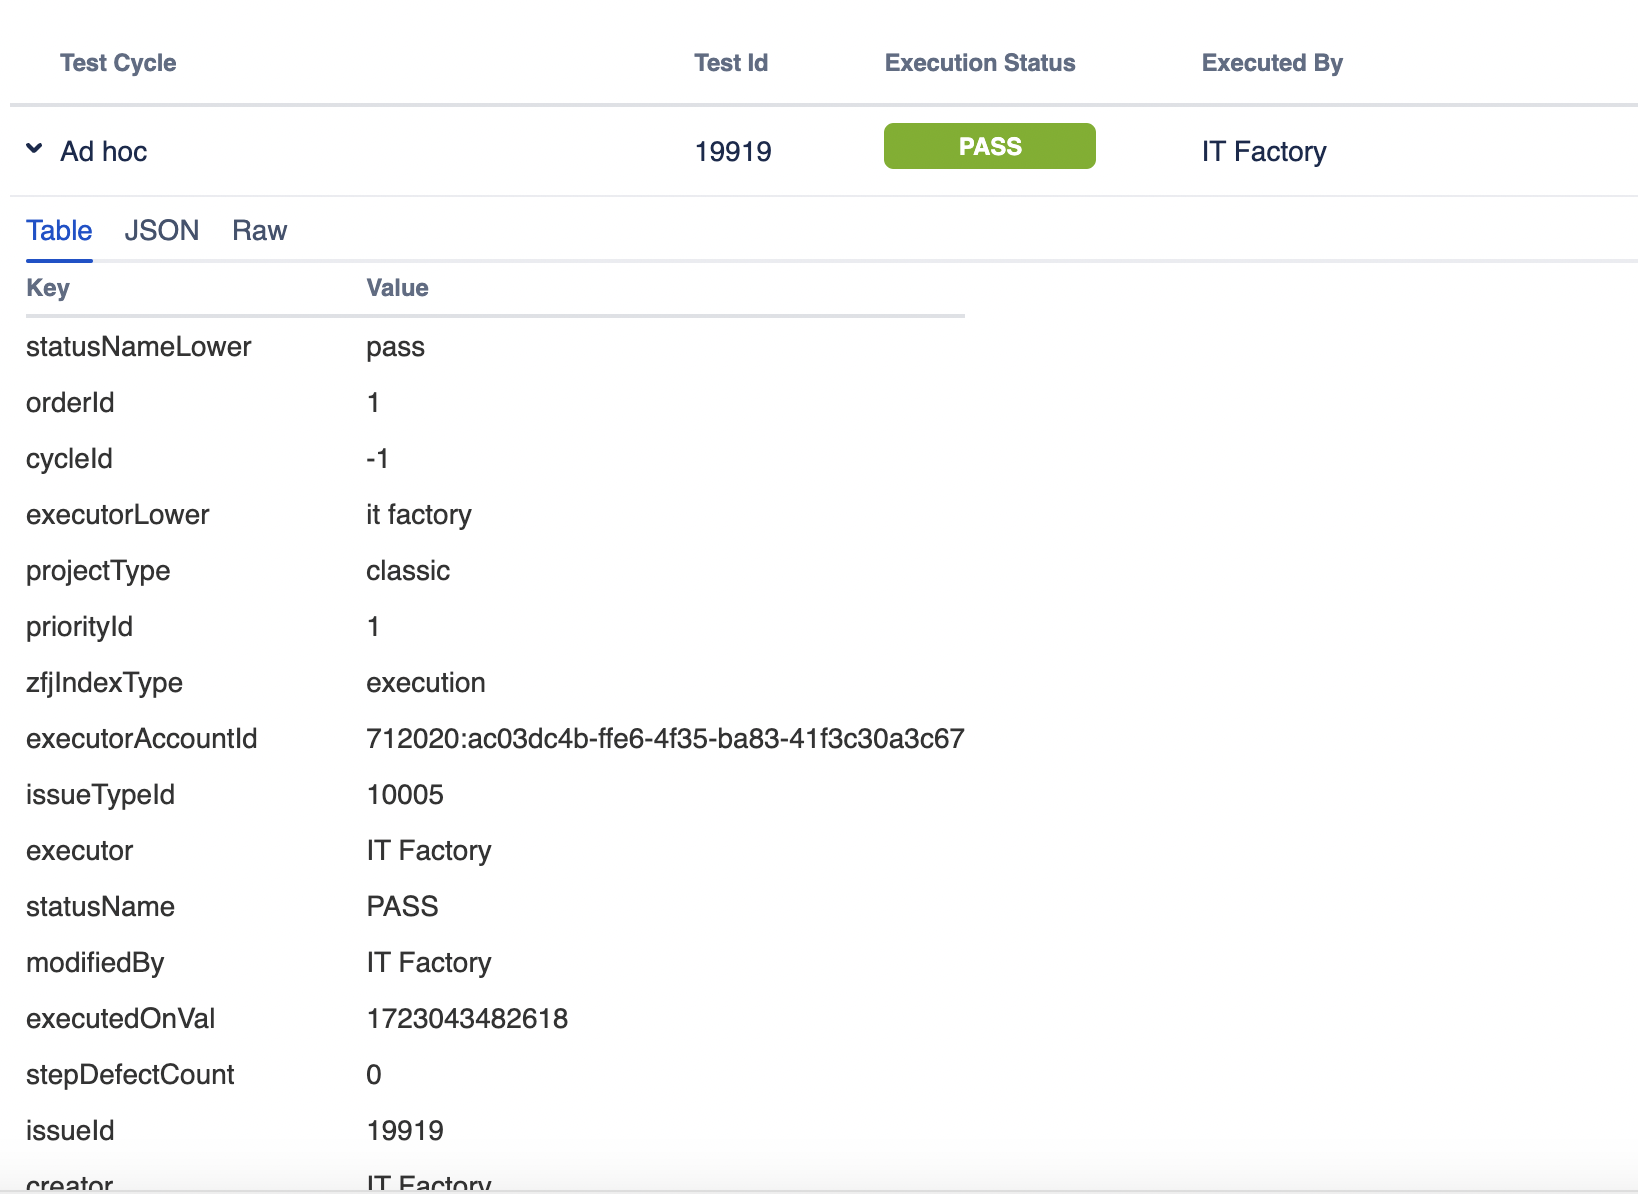 Test Cycle Test Id Execution Status Executed By
Ad hoc 19919 PASS IT Factory
Table JSON Raw
Key Value
statusNameLower pass
orderId 1
cycleId -1
executorLower it factory
projectType classic
priorityId 1
zfjIndexType execution
executorAccountId 712020:ac03dc4b-ffe6-4f35-ba83-41f3c30a3c67
issueTypeId 10005
executor IT Factory
statusName PASS
modifiedBy IT Factory
executedOnVal 1723043482618
stepDefectCount 0
issueId 19919
creator IT Factory